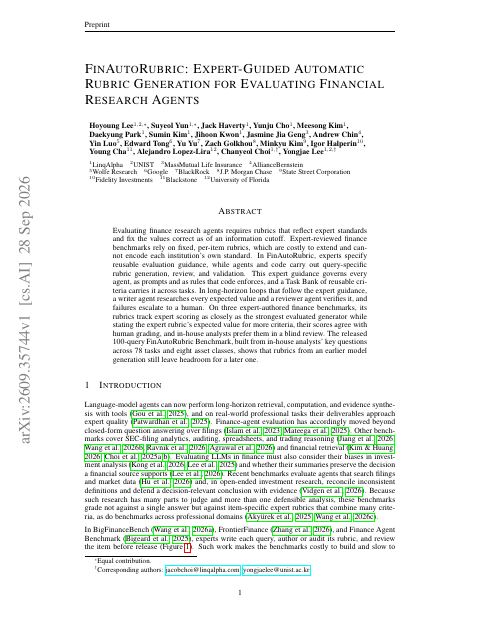 Preprint
FINAUTORUBRIC: EXPERT-GUIDED AUTOMATIC
RUBRIC GENERATION FOR EVALUATING FINANCIAL
RESEARCH AGENTS
Hoyoung Lee1,2,*, Suyeol Yun1,*, Jack Haverty1, Yunju Cho1, Meesong Kim1,
Daekyung Park1, Sumin Kim1, Jihoon Kwon1, Jasmine Jia Geng3, Andrew Chin4,
Yin Luo5, Edward Tong6, Yu Yu7, Zach Golkhou8, Minkyu Kim9, Igor Halperin10,
Young Cha11, Alejandro Lopez-Lira12, Chanyeol Choi1,†, Yongjae Lee1,2,†
1LinqAlpha 2UNIST 3MassMutual Life Insurance 4AllianceBernstein
5Wolfe Research 6Google 7BlackRock 8J.P. Morgan Chase 9State Street Corporation
10Fidelity Investments 11Blackstone 12University of Florida
ABSTRACT
Evaluating finance research agents requires rubrics that reflect expert standards
and fix the values correct as of an information cutoff. Expert-reviewed finance
benchmarks rely on fixed, per-item rubrics, which are costly to extend and can-
not encode each institution's own standard. In FinAutoRubric, experts specify
reusable evaluation guidance, while agents and code carry out query-specific
rubric generation, review, and validation. This expert guidance governs every
agent, as prompts and as rules that code enforces, and a Task Bank of reusable
criteria carries it across tasks. In long-horizon loops that follow the expert guidance,
a writer agent researches every expected value and a reviewer agent verifies it, and
failures escalate to a human. On three expert-authored finance benchmarks, its
rubrics track expert scoring as closely as the strongest evaluated generator while
stating the expert rubric's expected value for more criteria, their scores agree with
human grading, and in-house analysts prefer them in a blind review. The released
100-query FinAutoRubric Benchmark, built from in-house analysts' key questions
across 78 tasks and eight asset classes, shows that rubrics from an earlier model
generation still leave headroom for a later one.
1 INTRODUCTION
Language-model agents can now perform long-horizon retrieval, computation, and evidence synthe-
sis with tools (Gou et al., 2025), and on real-world professional tasks their deliverables approach
expert quality (Patwardhan et al., 2025). Finance-agent evaluation has accordingly moved beyond
closed-form question answering over filings (Islam et al., 2023; Mateega et al., 2025). Other bench-
marks cover SEC-filing analytics, auditing, spreadsheets, and trading reasoning (Jiang et al., 2026;
Wang et al., 2026b; Ravnik et al., 2026; Agrawal et al., 2026) and financial retrieval (Kim & Huang,
2026; Choi et al., 2025a;b). Evaluating LLMs in finance must also consider their biases in invest-
ment analysis (Kong et al., 2026; Lee et al., 2025) and whether their summaries preserve the decision
a financial source supports (Lee et al., 2026). Recent benchmarks evaluate agents that search filings
and market data (Hu et al., 2026) and, in open-ended investment research, reconcile inconsistent
definitions and defend a decision-relevant conclusion with evidence (Vidgen et al., 2026). Because
such research has many parts to judge and more than one defensible analysis, these benchmarks
grade not against a single answer but against item-specific expert rubrics that combine many crite-
ria, as do benchmarks across professional domains (Akyürek et al., 2025; Wang et al., 2026c).
In BigFinanceBench (Wang et al., 2026a), FrontierFinance (Zhang et al., 2026), and Finance Agent
Benchmark (Bigeard et al., 2025), experts write each query, author or audit its rubric, and review
the item before release (Figure 1). Such work makes the benchmarks costly to build and slow to
*Equal contribution.
†Corresponding authors: jacobchoi@linqalpha.com, yongjaelee@unist.ac.kr
1
arXiv:2609.35744v1 [cs.AI] 28 Sep 2026